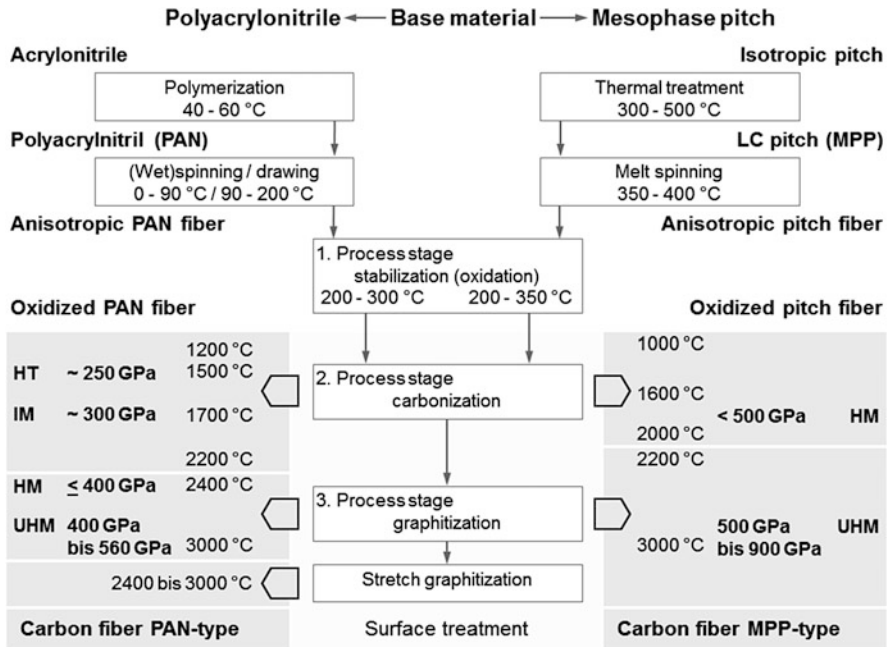 Polyacrylonitrile Base material Mesophase pitch
Acrylonitrile
Isotropic pitch
Polymerization
40 - 60 °C
Thermal treatment
300 - 500 °C
Polyacrylnitril (PAN)
LC pitch (MPP)
(Wet)spinning / drawing
0 - 90 °C / 90 - 200 °C
Melt spinning
350 - 400 °C
Anisotropic PAN fiber
Anisotropic pitch fiber
1. Process stage
stabilization (oxidation)
200 - 300 °C 200 - 350 °C
Oxidized PAN fiber
Oxidized pitch fiber
1200 °C
HT ~ 250 GPa 1500 °C
IM ~ 300 GPa 1700 °C
2200 °C
2. Process stage
carbonization
1000 °C
1600 °C
< 500 GPa HM
2000 °C
HM ≤ 400 GPa 2400 °C
UHM 400 GPa
bis 560 GPa 3000 °C
3. Process stage
graphitization
2200 °C
500 GPa UHM
3000 °C bis 900 GPa
2400 bis 3000 °C
Stretch graphitization
Carbon fiber PAN-type
Surface treatment
Carbon fiber MPP-type